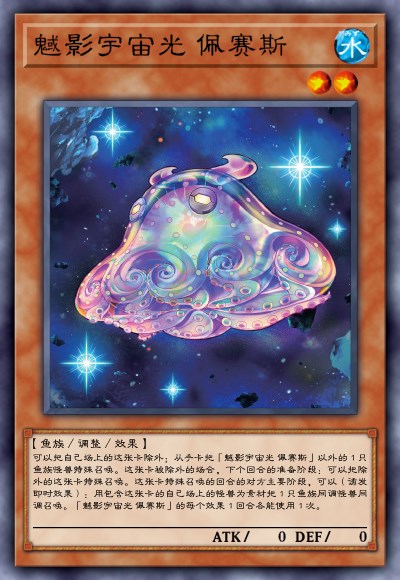 魊影宇宙光 佩赛斯
水
【鱼族／调整／效果】
可以把自己场上的这张卡除外；从手卡把「魊影宇宙光 佩赛斯」以外的1只
鱼族怪兽特殊召唤。这张卡被除外的场合，下个回合的准备阶段；可以把除
外的这张卡特殊召唤。这张卡特殊召唤的回合的对方主要阶段，可以（诱发
即时效果）；用包含这张卡的自己场上的怪兽为素材把1只鱼族同调怪兽同
调召唤。「魊影宇宙光 佩赛斯」的每个效果1回合各能使用1次。
ATK/ 0 DEF/ 0